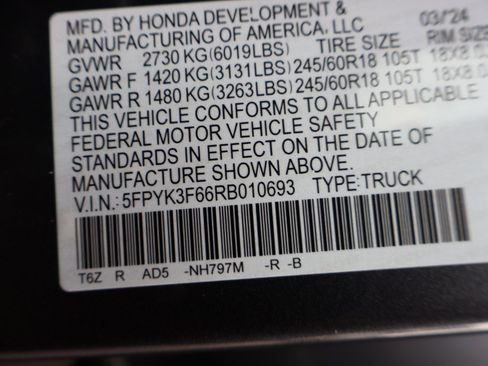 MFD. BY HONDA DEVELOPMENT & 03/24
MANUFACTURING OF AMERICA, LLC
TIRE SIZE RIM SIZE
GVWR 2730 KG(6019LBS)
GAWR F 1420 KG(3131LBS) 245/60R18 105T 18X8.0
GAWR R 1480 KG(3263LBS) 245/60R18 105T 18X8.0
THIS VEHICLE CONFORMS TO ALL APPLICABLE
FEDERAL MOTOR VEHICLE SAFETY
STANDARDS IN EFFECT ON THE DATE OF
MANUFACTURE SHOWN ABOVE.
V.I.N.:5FPYK3F66RB010693 TYPE:TRUCK
T6Z R AD5 -NH797M -R -B